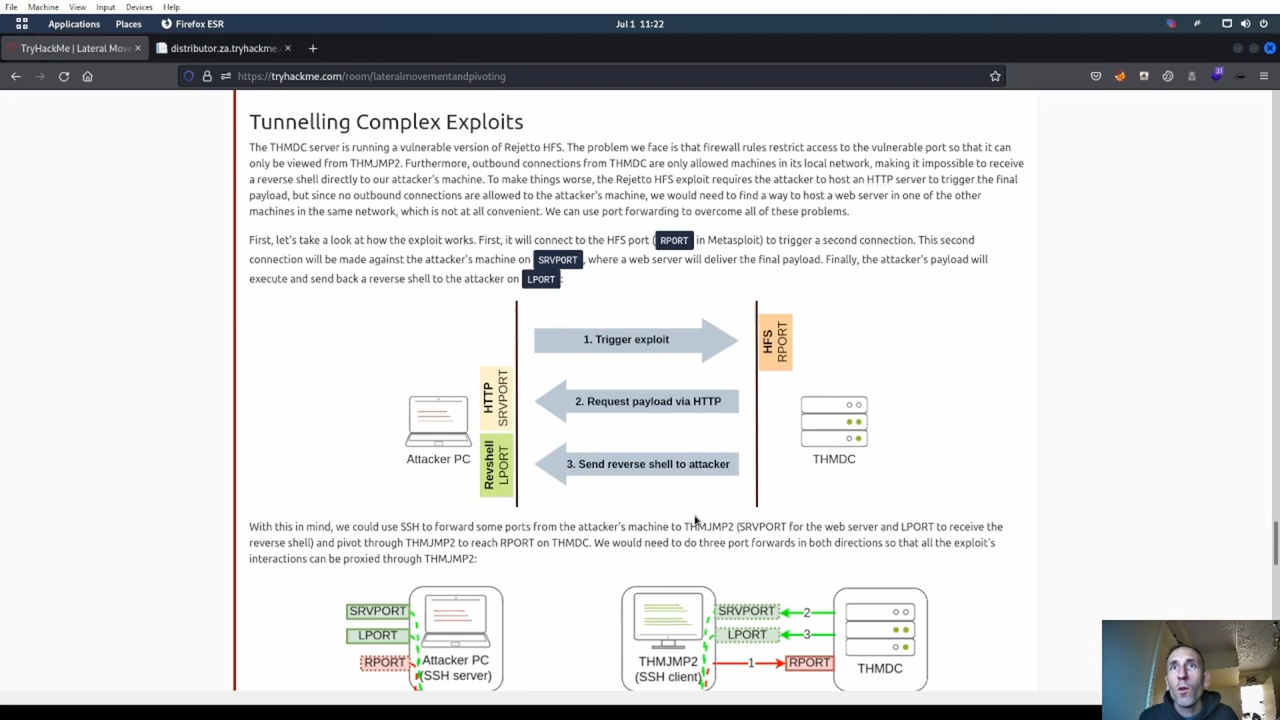 File Machine View Input Devices Help
Applications Places Firefox ESR Jul 1 11:22
TryHackMe | Lateral Mov distributor.za.tryhackme.
https://tryhackme.com/room/lateralmovementandpivoting
31
Tunnelling Complex Exploits
The THMDC server is running a vulnerable version of Rejetto HFS. The problem we face is that firewall rules restrict access to the vulnerable port so that it can
only be viewed from THMJMP2. Furthermore, outbound connections from THMDC are only allowed machines in its local network, making it impossible to receive
a reverse shell directly to our attacker's machine. To make things worse, the Rejetto HFS exploit requires the attacker to host an HTTP server to trigger the final
payload, but since no outbound connections are allowed to the attacker's machine, we would need to find a way to host a web server in one of the other
machines in the same network, which is not at all convenient. We can use port forwarding to overcome all of these problems.
First, let's take a look at how the exploit works. First, it will connect to the HFS port ( RPORT in Metasploit) to trigger a second connection. This second
connection will be made against the attacker's machine on SRVPORT , where a web server will deliver the final payload. Finally, the attacker's payload will
execute and send back a reverse shell to the attacker on LPORT :
1. Trigger exploit
HFS
RPORT
HTTP
SRVPORT
2. Request payload via HTTP
Revshell
LPORT
3. Send reverse shell to attacker
Attacker PC
THMDC
With this in mind, we could use SSH to forward some ports from the attacker's machine to THMJMP2 (SRVPORT for the web server and LPORT to receive the
reverse shell) and pivot through THMJMP2 to reach RPORT on THMDC. We would need to do three port forwards in both directions so that all the exploit's
interactions can be proxied through THMJMP2:
SRVPORT SRVPORT 2
LPORT LPORT 3
RPORT Attacker PC THMJMP2 1 RPORT THMDC
(SSH server) (SSH client)